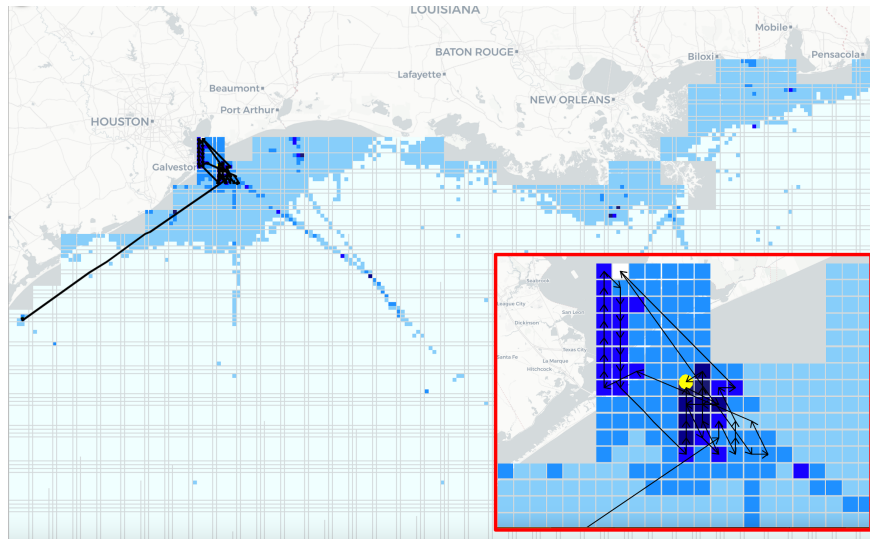 LOUISIANA
Mobile
BATON ROUGE
Biloxi
Pensacola
Lafayette
Beaumont
NEW ORLEANS
Port Arthur
HOUSTON
Galveston
Seabrook
League City
San Leon
Dickinson
Texas City
Santa Fe
La Marque
Hitchcock